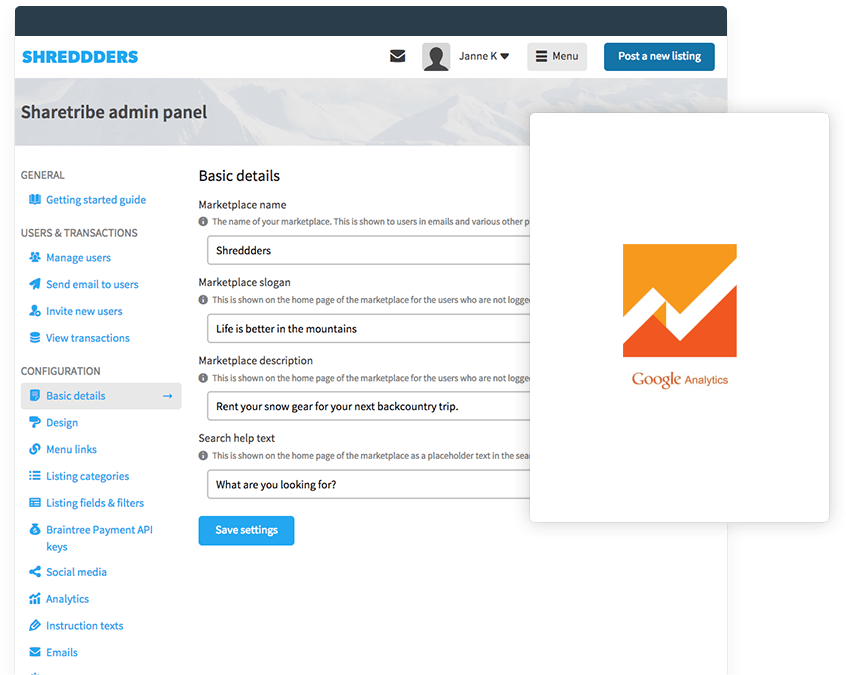 SHREDDDERS
Janne K
Menu
Post a new listing
Sharetribe admin panel
GENERAL
Getting started guide
USERS & TRANSACTIONS
Manage users
Send email to users
Invite new users
View transactions
CONFIGURATION
Basic details →
Design
Menu links
Listing categories
Listing fields & filters
Braintree Payment API
keys
Social media
Analytics
Instruction texts
Emails
Basic details
Marketplace name
The name of your marketplace. This is shown to users in emails and various other
Shreddders
Marketplace slogan
This is shown on the home page of the marketplace for the users who are not
Life is better in the mountains
Marketplace description
This is shown on the home page of the marketplace for the users who are not
Rent your snow gear for your next backcountry trip.
Search help text
This is shown on the home page of the marketplace as a placeholder text in the
What are you looking for?
Save settings
Google Analytics